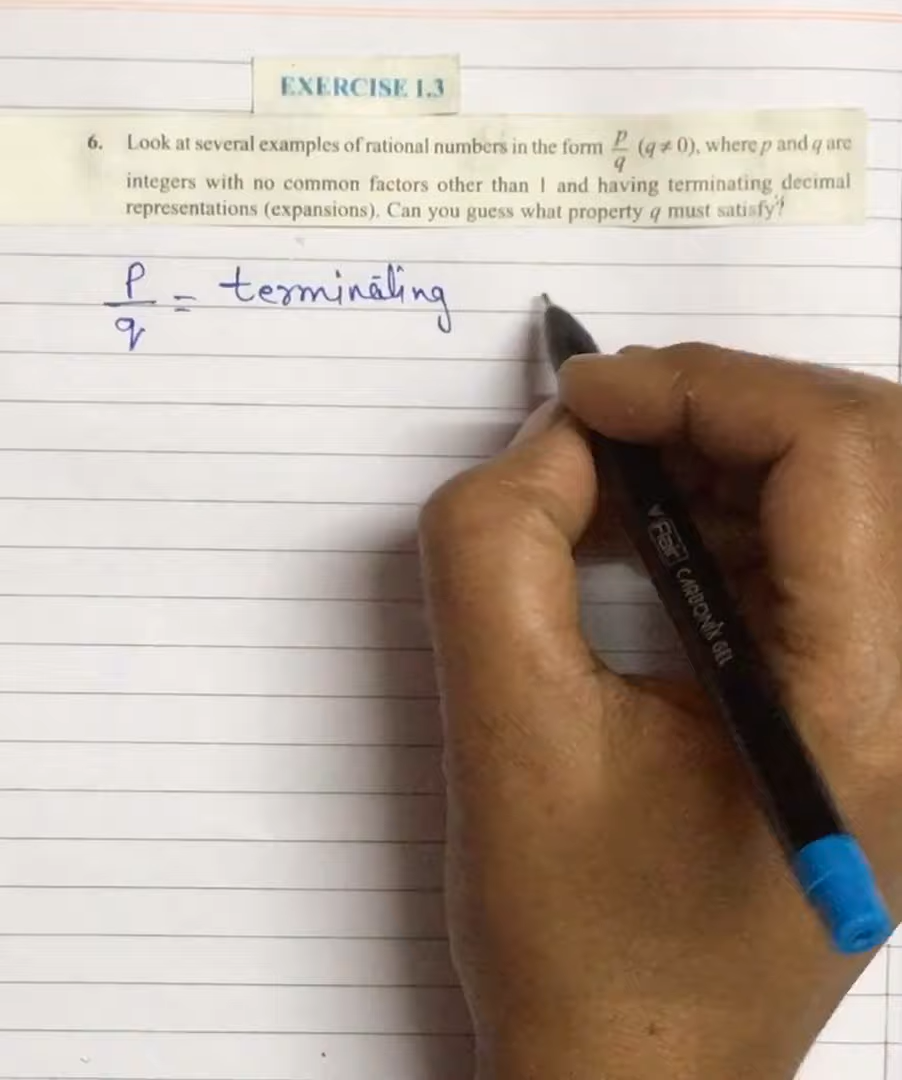 EXERCISE 1.3
6. Look at several examples of rational numbers in the form p/q (q ≠ 0), where p and q are
integers with no common factors other than 1 and having terminating decimal
representations (expansions). Can you guess what property q must satisfy?
p/q = terminating
Flair CARBONIX GEL